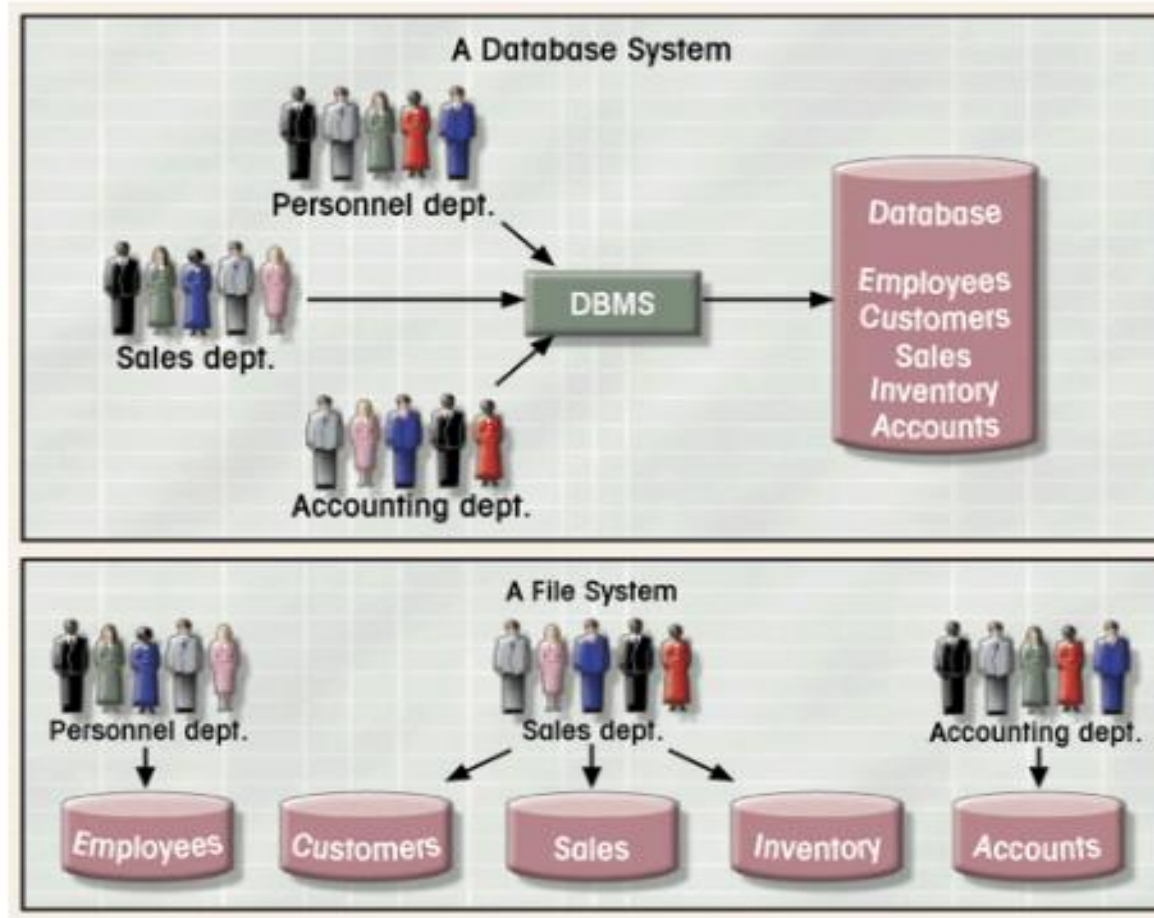 A Database System
Personnel dept.
Sales dept.
DBMS
Accounting dept.
Database
Employees
Customers
Sales
Inventory
Accounts
A File System
Personnel dept.
Sales dept.
Accounting dept.
Employees
Customers
Sales
Inventory
Accounts